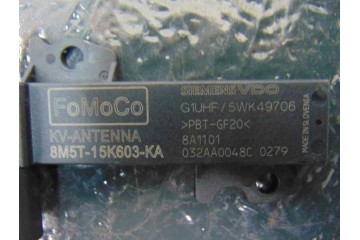 FoMoCo
KV-ANTENNA
8M5T-15K603-KA
SIEMENS VDO
G1UHF/5WK49706
>PBT-GF20<
8A1101
032AA0048C 0279
MADE IN SLOVENIA